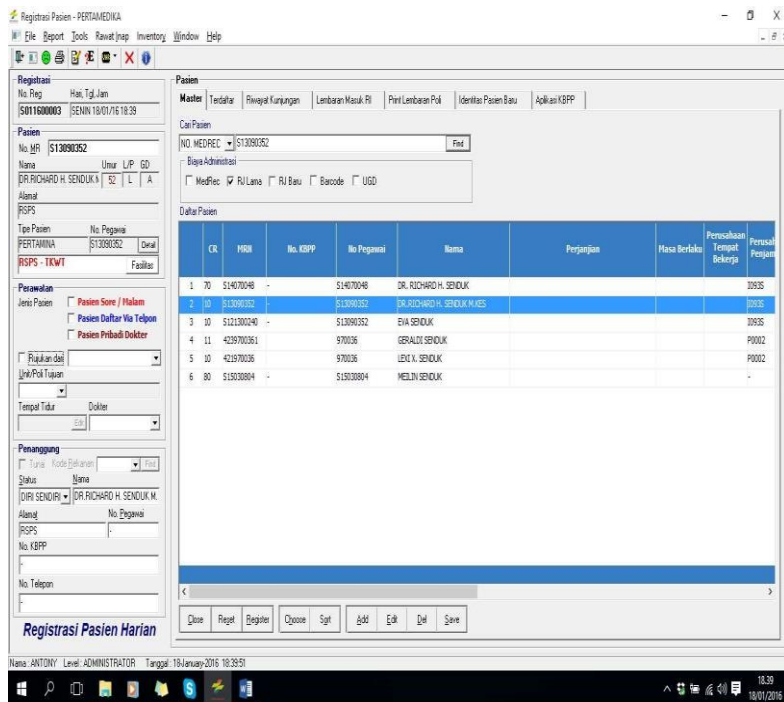 Registrasi Pasien - PERTAMEDIKA
File Report Tools Rawat Inap Inventory Window Help
Registrasi
No. Reg Hari, Tgl, Jam
S011600003 SENIN 18/01/16 18:39
Pasien
No. MR S13090352
Nama Umur L/P GD
DR.RICHARD H. SENDUK M 52 L A
Alamat
RSPS
Tipe Pasien No. Pegawai
PERTAMINA S13090352 Detail
RSPS - TKWT Fasilitas
Perawatan
Jenis Pasien Pasien Sore / Malam
Pasien Daftar Via Telpon
Pasien Pribadi Dokter
Rujukan dari
Unit/Poli Tujuan
Tempat Tidur Dokter
Edit
Penanggung
Tunai Kode Rekanan Find
Status Nama
DIRI SENDIRI DR.RICHARD H. SENDUK M.
Alamat No. Pegawai
RSPS -
No. KBPP
-
No. Telepon
-
Registrasi Pasien Harian
Pasien
Master Terdaftar Riwayat Kunjungan Lembaran Masuk RI Print Lembaran Poli Identitas Pasien Baru Aplikasi KBPP
Cari Pasien
NO. MEDREC S13090352 Find
Biaya Administrasi
MedRec RJ Lama RJ Baru Barcode UGD
Daftar Pasien
CR MRN No. KBPP No Pegawai Nama Perjanjian Masa Berlaku Perusahaan Tempat Bekerja Perusal Penjam
1 70 S14070048 - S14070048 DR. RICHARD H. SENDUK I0935
2 10 S13090352 - S13090352 DR.RICHARD H. SENDUK M.KES I0935
3 10 S121300240 - S13090352 EVA SENDUK I0935
4 11 4239700361 970036 GERALDI SENDUK P0002
5 10 421970036 970036 LEXI X. SENDUK P0002
6 80 S15030804 - S15030804 MEILIN SENDUK -
Close Reset Register Choose Sort Add Edit Del Save
Nama : ANTONY Level : ADMINISTRATOR Tanggal : 18-January-2016 18:39:51
18.39
18/01/2016